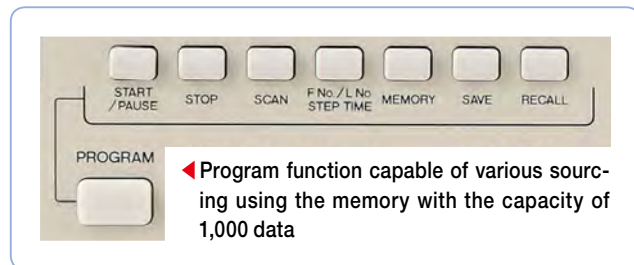 START /PAUSE STOP SCAN F No./L No STEP TIME MEMORY SAVE RECALL
PROGRAM
◀Program function capable of various sourc-
ing using the memory with the capacity of
1,000 data